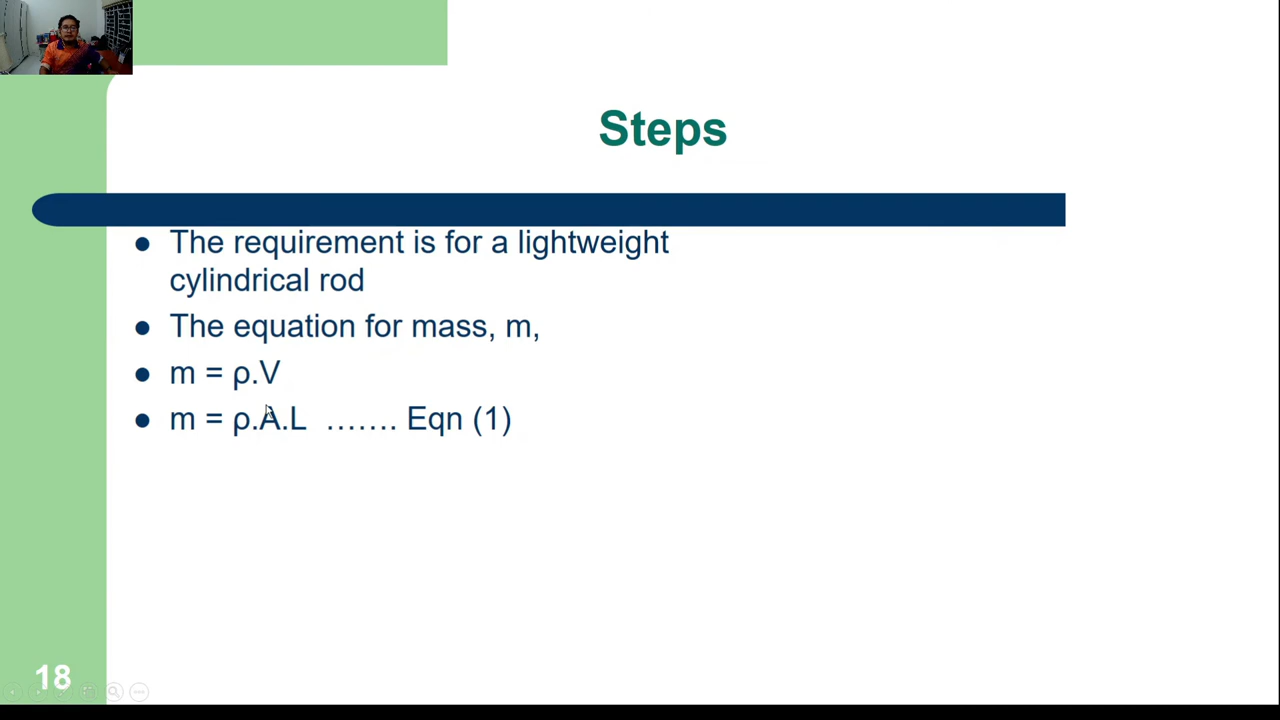 Steps
● The requirement is for a lightweight
cylindrical rod
● The equation for mass, m,
● m = ρ.V
● m = ρ.A.L ....... Eqn (1)
18